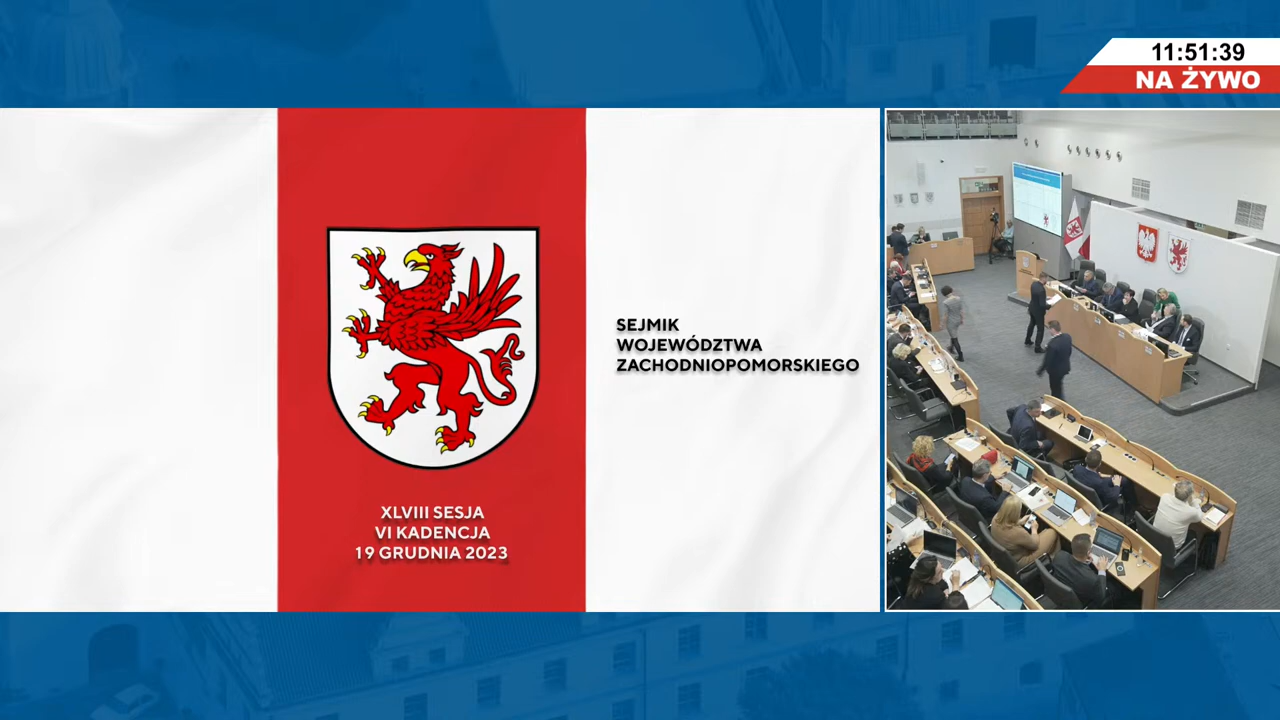 11:51:39
NA ŻYWO
SEJMIK
WOJEWÓDZTWA
ZACHODNIOPOMORSKIEGO
XLVIII SESJA
VI KADENCJA
19 GRUDNIA 2023